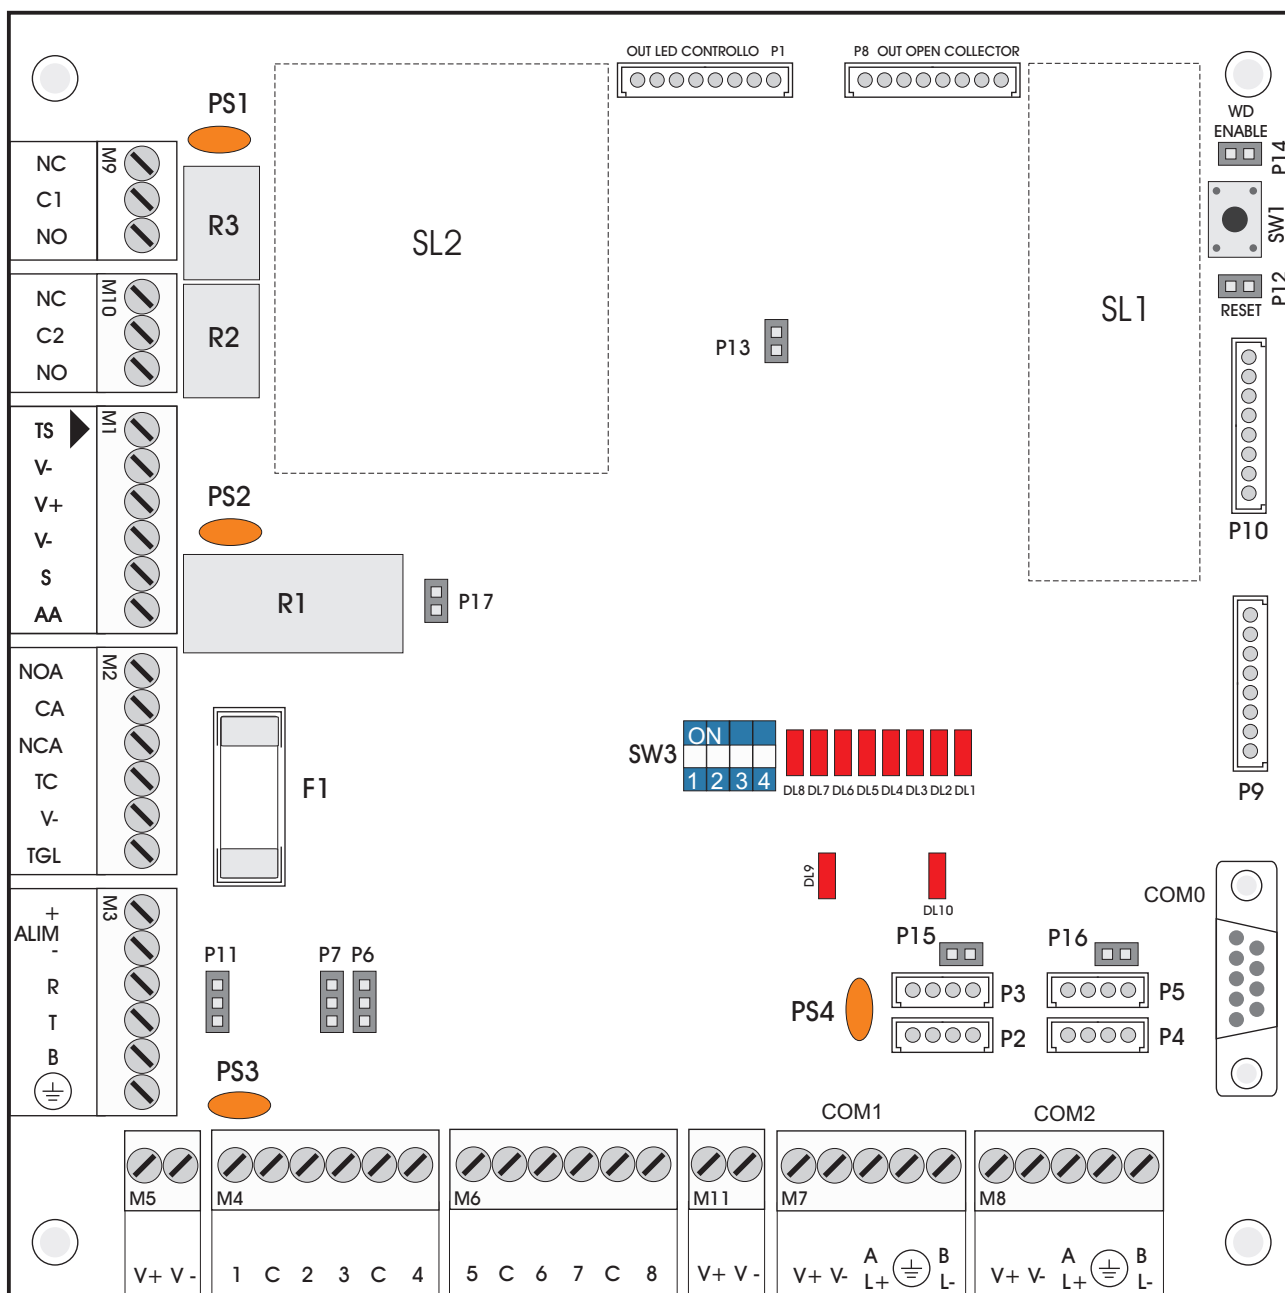 OUT LED CONTROLLO P1
P8 OUT OPEN COLLECTOR
WD
ENABLE
P14
SW1
P12
RESET
PS1
M9
NC
C1
NO
R3
M10
NC
C2
NO
R2
SL2
SL1
P13
P10
M1
TS
V-
V+
V-
S
AA
PS2
R1
P17
M2
NOA
CA
NCA
TC
V-
TGL
F1
SW3
ON
1 2 3 4
DL8 DL7 DL6 DL5 DL4 DL3 DL2 DL1
P9
DL9
DL10
COM0
M3
+
ALIM
-
R
T
B
P11
P7 P6
P15
P16
P3
P5
PS4
P2
P4
PS3
COM1
COM2
M5
M4
M6
M11
M7
M8
V+ V -
1 C 2 3 C 4
5 C 6 7 C 8
V+ V -
V+ V- A L+ B L-
V+ V- A L+ B L-